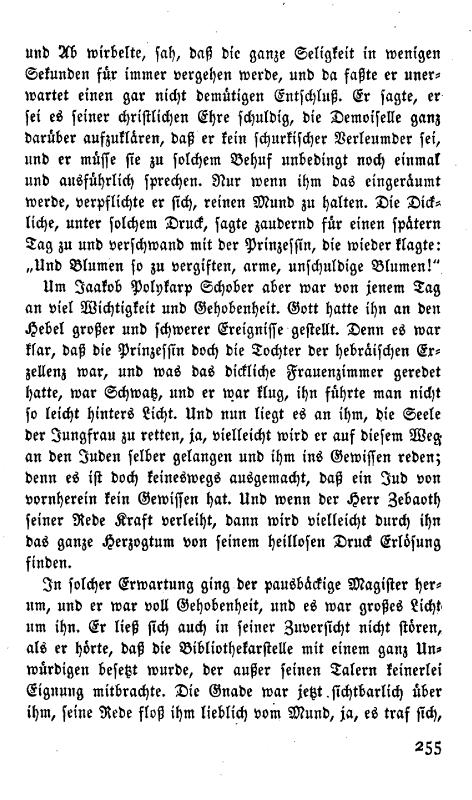 und Ab wirbelte, sah, daß die ganze Seligkeit in wenigen
Sekunden für immer vergehen werde, und da faßte er uner-
wartet einen gar nicht demütigen Entschluß. Er sagte, er
sei es seiner christlichen Ehre schuldig, die Demoiselle ganz
darüber aufzuklären, daß er kein schurkischer Verleumder sei,
und er müsse sie zu solchem Behuf unbedingt noch einmal
und ausführlich sprechen. Nur wenn ihm das eingeräumt
werde, verpflichte er sich, reinen Mund zu halten. Die Dick-
liche, unter solchem Druck, sagte zaudernd für einen spätern
Tag zu und verschwand mit der Prinzessin, die wieder klagte:
„Und Blumen so zu vergiften, arme, unschuldige Blumen!“
Um Jaakob Polykarp Schober aber war von jenem Tag
an viel Wichtigkeit und Gehobenheit. Gott hatte ihn an den
Hebel großer und schwerer Ereignisse gestellt. Denn es war
klar, daß die Prinzessin doch die Tochter der hebräischen Er-
zellenz war, und was das dickliche Frauenzimmer geredet
hatte, war Schwatz, und er war klug, ihn führte man nicht
so leicht hinters Licht. Und nun liegt es an ihm, die Seele
der Jungfrau zu retten, ja, vielleicht wird er auf diesem Weg
an den Juden selber gelangen und ihm ins Gewissen reden;
denn es ist doch keineswegs ausgemacht, daß ein Jud von
vornherein kein Gewissen hat. Und wenn der Herr Zebaoth
seiner Rede Kraft verleiht, dann wird vielleicht durch ihn
das ganze Herzogtum von seinem heillosen Druck Erlösung
finden.
In solcher Erwartung ging der pausbäckige Magister her-
um, und er war voll Gehobenheit, und es war großes Licht
um ihn. Er ließ sich auch in seiner Zuversicht nicht stören,
als er hörte, daß die Bibliothekarstelle mit einem ganz Un-
würdigen besetzt wurde, der außer seinen Talern keinerlei
Eignung mitbrachte. Die Gnade war jetzt sichtbarlich über
ihm, seine Rede floß ihm lieblich vom Mund, ja, es traf sich,
255